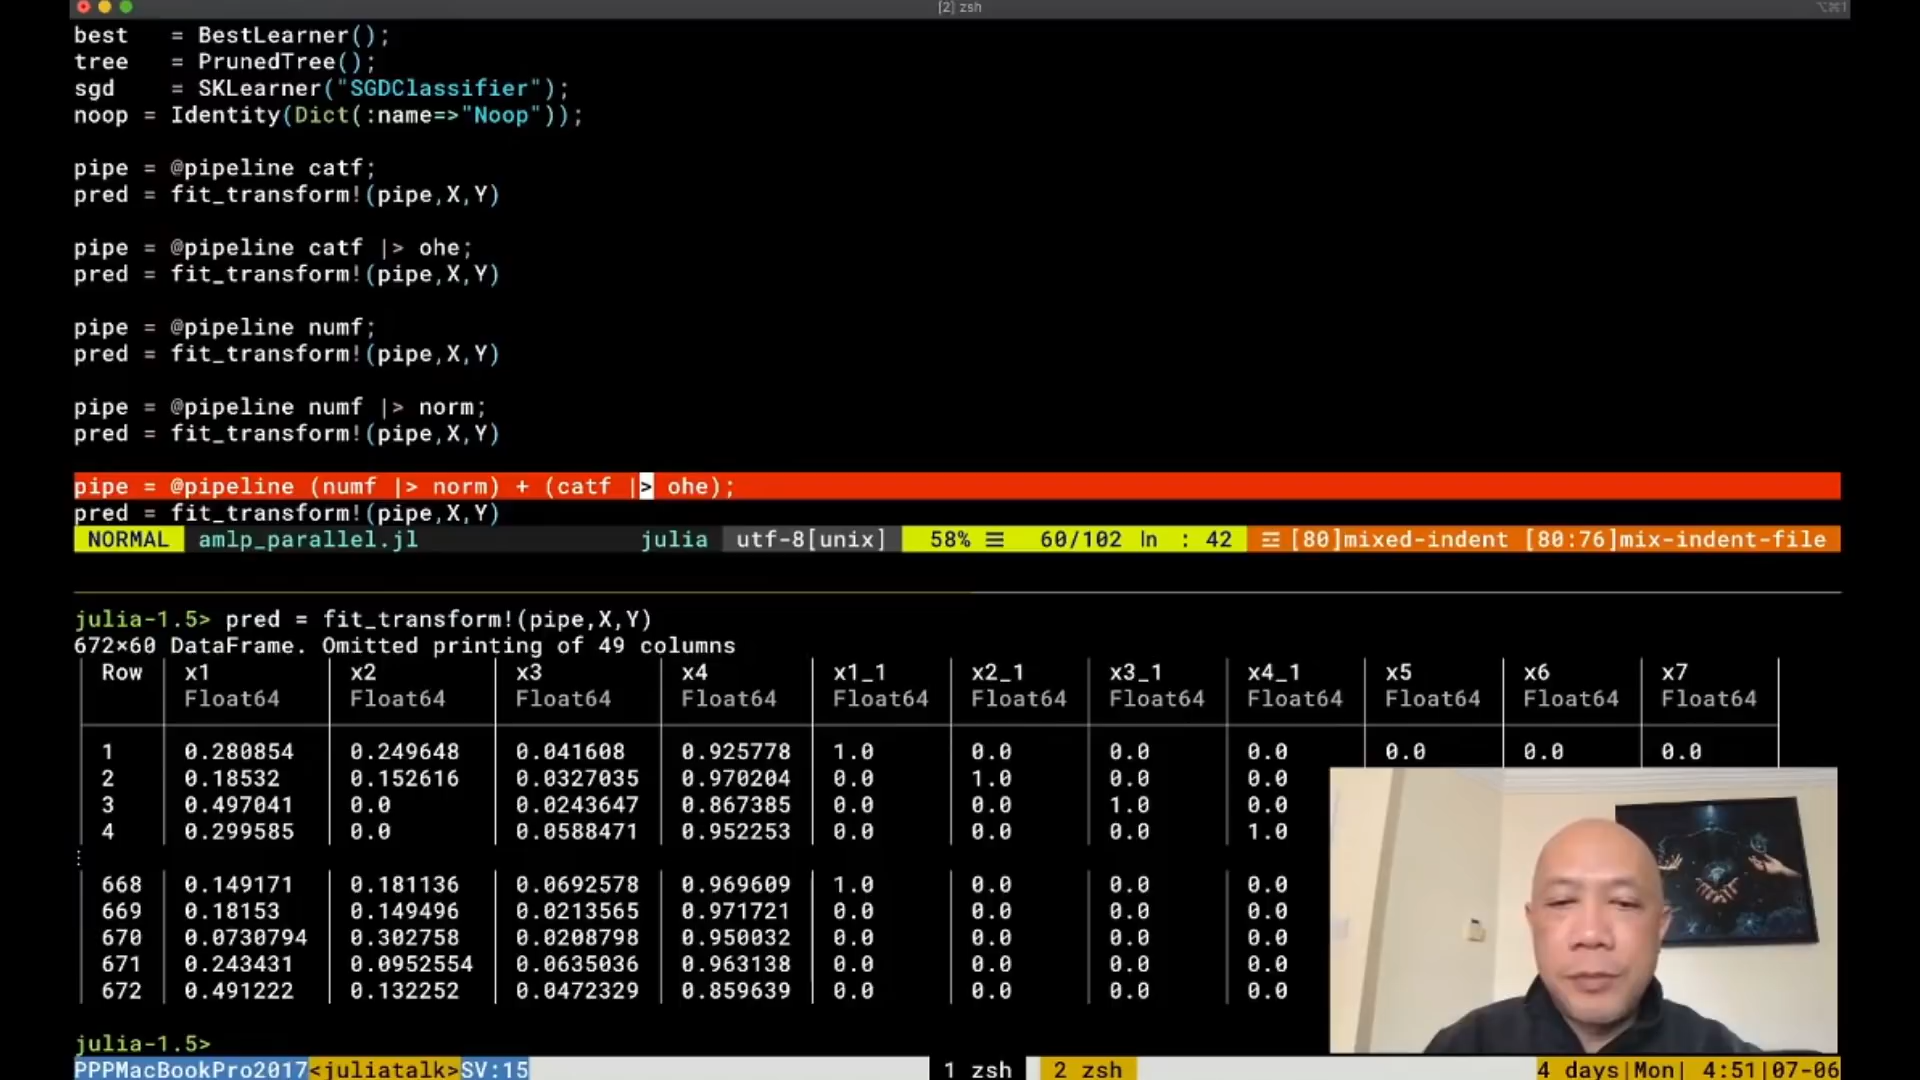 [2] zsh
⌥⌘1
best   = BestLearner();
tree   = PrunedTree();
sgd    = SKLearner("SGDClassifier");
noop = Identity(Dict(:name=>"Noop"));
pipe = @pipeline catf;
pred = fit_transform!(pipe,X,Y)
pipe = @pipeline catf |> ohe;
pred = fit_transform!(pipe,X,Y)
pipe = @pipeline numf;
pred = fit_transform!(pipe,X,Y)
pipe = @pipeline numf |> norm;
pred = fit_transform!(pipe,X,Y)
pipe = @pipeline (numf |> norm) + (catf |> ohe);
pred = fit_transform!(pipe,X,Y)
NORMAL amlp_parallel.jl julia utf-8[unix] 58% ☰ 60/102 ln : 42 ☲ [80]mixed-indent [80:76]mix-indent-file
julia-1.5> pred = fit_transform!(pipe,X,Y)
672×60 DataFrame. Omitted printing of 49 columns
Row x1 x2 x3 x4 x1_1 x2_1 x3_1 x4_1 x5 x6 x7
Float64 Float64 Float64 Float64 Float64 Float64 Float64 Float64 Float64 Float64 Float64
1 0.280854 0.249648 0.041608 0.925778 1.0 0.0 0.0 0.0 0.0 0.0 0.0
2 0.18532 0.152616 0.0327035 0.970204 0.0 1.0 0.0 0.0
3 0.497041 0.0 0.0243647 0.867385 0.0 0.0 1.0 0.0
4 0.299585 0.0 0.0588471 0.952253 0.0 0.0 0.0 1.0
⋮
668 0.149171 0.181136 0.0692578 0.969609 1.0 0.0 0.0 0.0
669 0.18153 0.149496 0.0213565 0.971721 0.0 0.0 0.0 0.0
670 0.0730794 0.302758 0.0208798 0.950032 0.0 0.0 0.0 0.0
671 0.243431 0.0952554 0.0635036 0.963138 0.0 0.0 0.0 0.0
672 0.491222 0.132252 0.0472329 0.859639 0.0 0.0 0.0 0.0
julia-1.5>
PPPMacBookPro2017<juliatalk>SV:15 1 zsh 2 zsh 4 days|Mon| 4:51|07-06